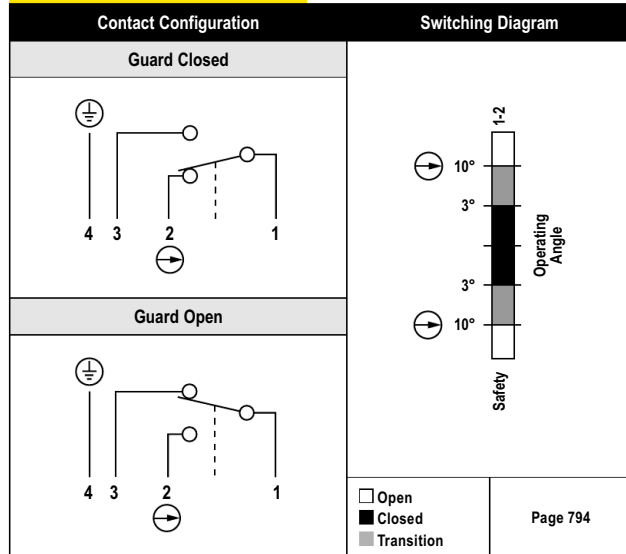 Contact Configuration
Guard Closed
4 3 2 1
Guard Open
4 3 2 1
Switching Diagram
1-2
10°
3°
3°
10°
Operating
Angle
Safety
Open
Closed
Transition
Page 794